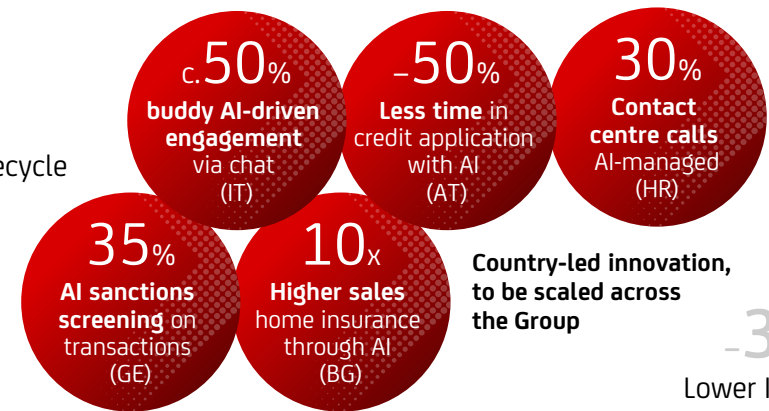 c.50%
buddy AI-driven
engagement
via chat
(IT)
-50%
Less time in
credit application
with AI
(AT)
30%
Contact
centre calls
AI-managed
(HR)
35%
AI sanctions
screening on
transactions
(GE)
10x
Higher sales
home insurance
through AI
(BG)
Country-led innovation,
to be scaled across
the Group
Lower